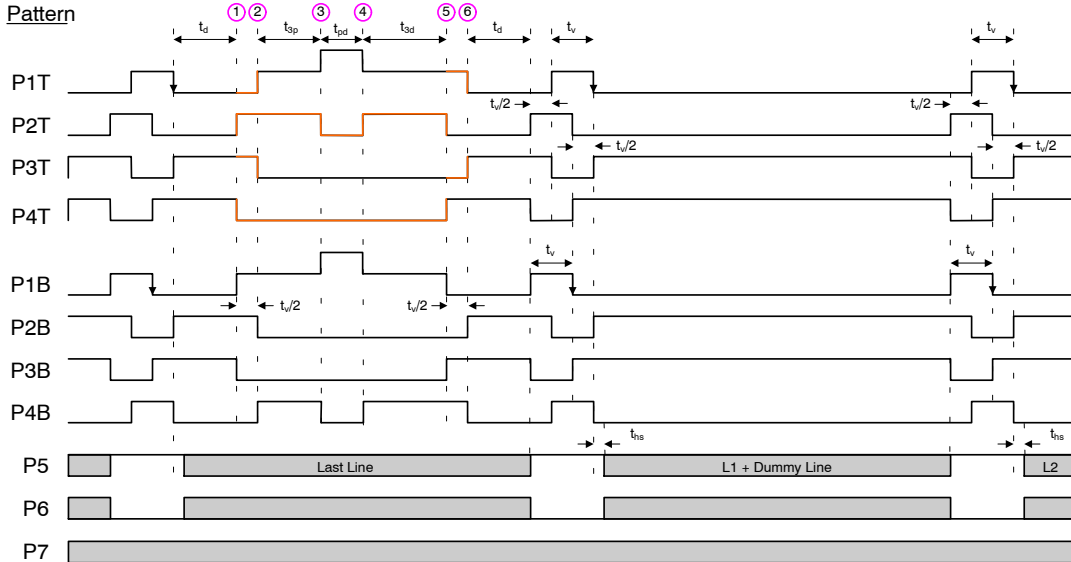 Pattern
1 2 3 4 5 6
td t3p tpd t3d td tv tv
P1T
tv/2 tv/2
P2T
tv/2 tv/2
P3T
P4T
tv tv
P1B
tv/2 tv/2
P2B
P3B
P4B
ths ths
P5 Last Line L1 + Dummy Line L2
P6
P7